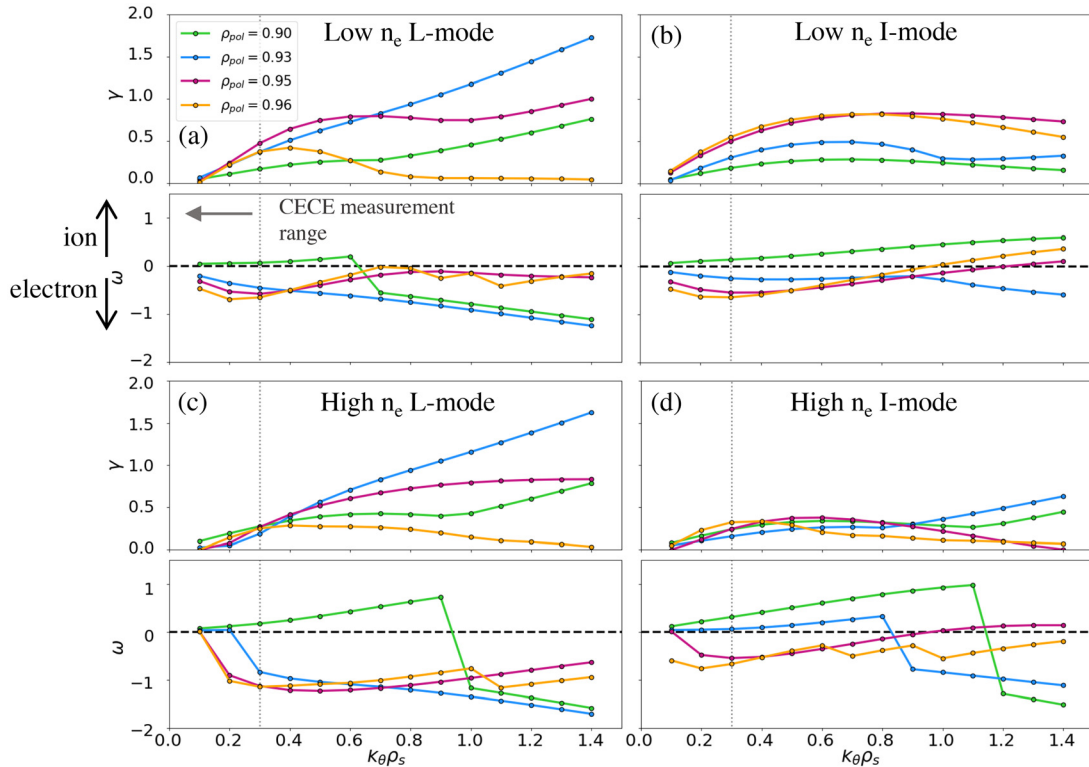 2.0
1.5
1.0
0.5
0.0
γ
ρpol = 0.90
ρpol = 0.93
ρpol = 0.95
ρpol = 0.96
(a)
Low ne L-mode
(b)
Low ne I-mode
ion
electron
1
0
−1
−2
ω
CECE measurement
range
2.0
1.5
1.0
0.5
0.0
γ
(c)
High ne L-mode
(d)
High ne I-mode
1
0
−1
−2
ω
0.0 0.2 0.4 0.6 0.8 1.0 1.2 1.4
kθρs
0.0 0.2 0.4 0.6 0.8 1.0 1.2 1.4
kθρs